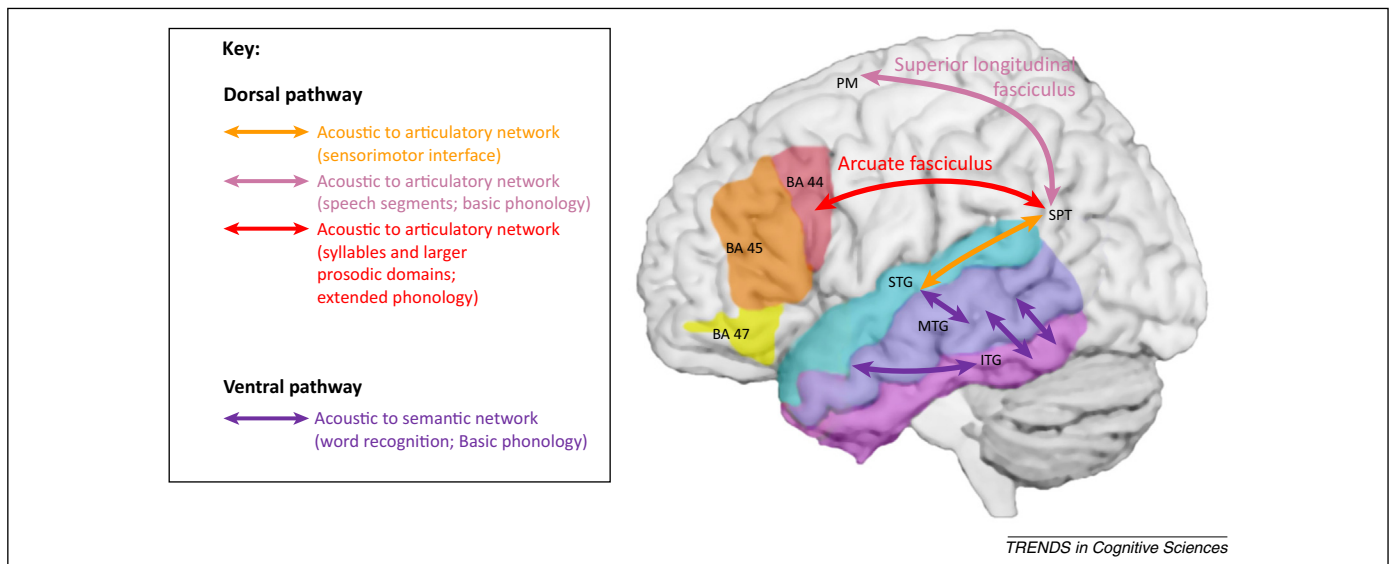 Key:
Dorsal pathway
Acoustic to articulatory network
(sensorimotor interface)
Acoustic to articulatory network
(speech segments; basic phonology)
Acoustic to articulatory network
(syllables and larger
prosodic domains;
extended phonology)
Ventral pathway
Acoustic to semantic network
(word recognition; Basic phonology)
Superior longitudinal
fasciculus
PM
Arcuate fasciculus
BA 44
SPT
BA 45
STG
MTG
BA 47
ITG
TRENDS in Cognitive Sciences